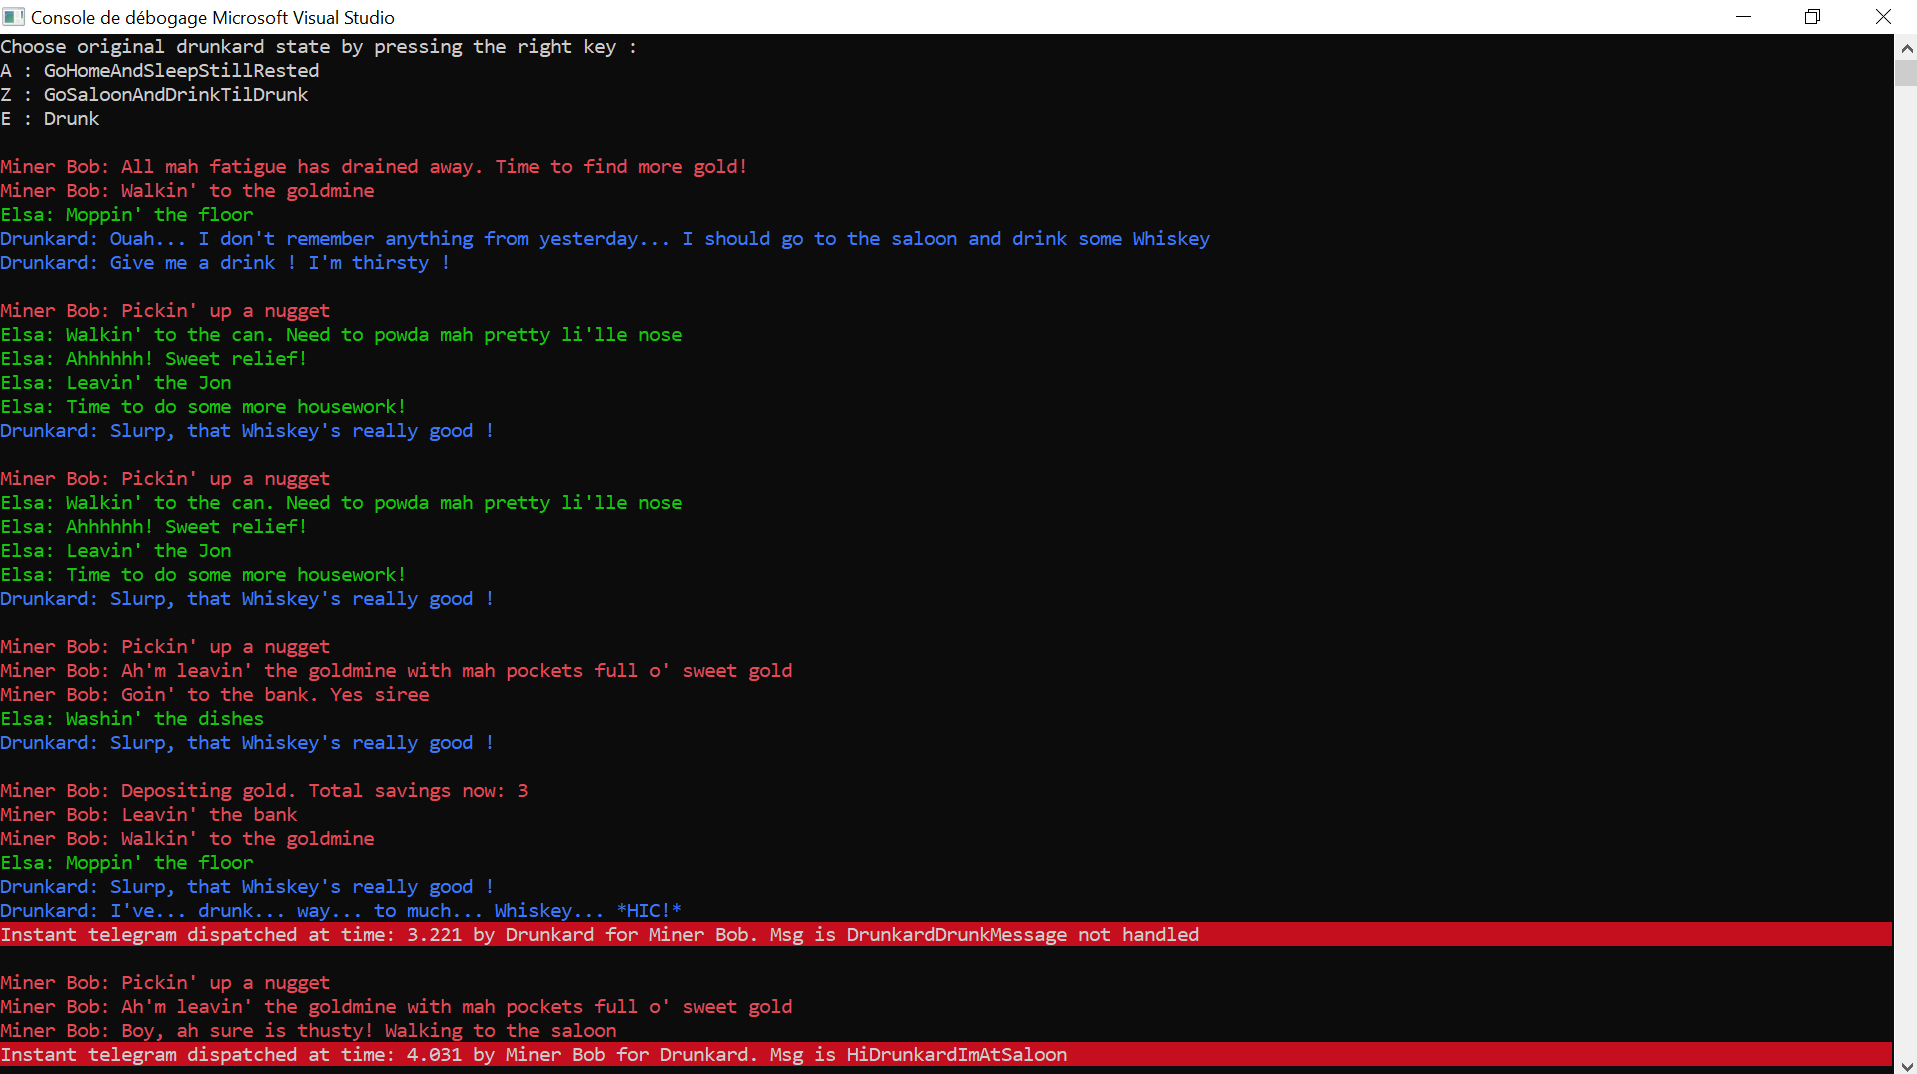 Console de débogage Microsoft Visual Studio
Choose original drunkard state by pressing the right key :
A : GoHomeAndSleepStillRested
Z : GoSaloonAndDrinkTilDrunk
E : Drunk
Miner Bob: All mah fatigue has drained away. Time to find more gold!
Miner Bob: Walkin' to the goldmine
Elsa: Moppin' the floor
Drunkard: Ouah... I don't remember anything from yesterday... I should go to the saloon and drink some Whiskey
Drunkard: Give me a drink ! I'm thirsty !
Miner Bob: Pickin' up a nugget
Elsa: Walkin' to the can. Need to powda mah pretty li'lle nose
Elsa: Ahhhhhh! Sweet relief!
Elsa: Leavin' the Jon
Elsa: Time to do some more housework!
Drunkard: Slurp, that Whiskey's really good !
Miner Bob: Pickin' up a nugget
Elsa: Walkin' to the can. Need to powda mah pretty li'lle nose
Elsa: Ahhhhhh! Sweet relief!
Elsa: Leavin' the Jon
Elsa: Time to do some more housework!
Drunkard: Slurp, that Whiskey's really good !
Miner Bob: Pickin' up a nugget
Miner Bob: Ah'm leavin' the goldmine with mah pockets full o' sweet gold
Miner Bob: Goin' to the bank. Yes siree
Elsa: Washin' the dishes
Drunkard: Slurp, that Whiskey's really good !
Miner Bob: Depositing gold. Total savings now: 3
Miner Bob: Leavin' the bank
Miner Bob: Walkin' to the goldmine
Elsa: Moppin' the floor
Drunkard: Slurp, that Whiskey's really good !
Drunkard: I've... drunk... way... to much... Whiskey... *HIC!*
Instant telegram dispatched at time: 3.221 by Drunkard for Miner Bob. Msg is DrunkardDrunkMessage not handled
Miner Bob: Pickin' up a nugget
Miner Bob: Ah'm leavin' the goldmine with mah pockets full o' sweet gold
Miner Bob: Boy, ah sure is thusty! Walking to the saloon
Instant telegram dispatched at time: 4.031 by Miner Bob for Drunkard. Msg is HiDrunkardImAtSaloon